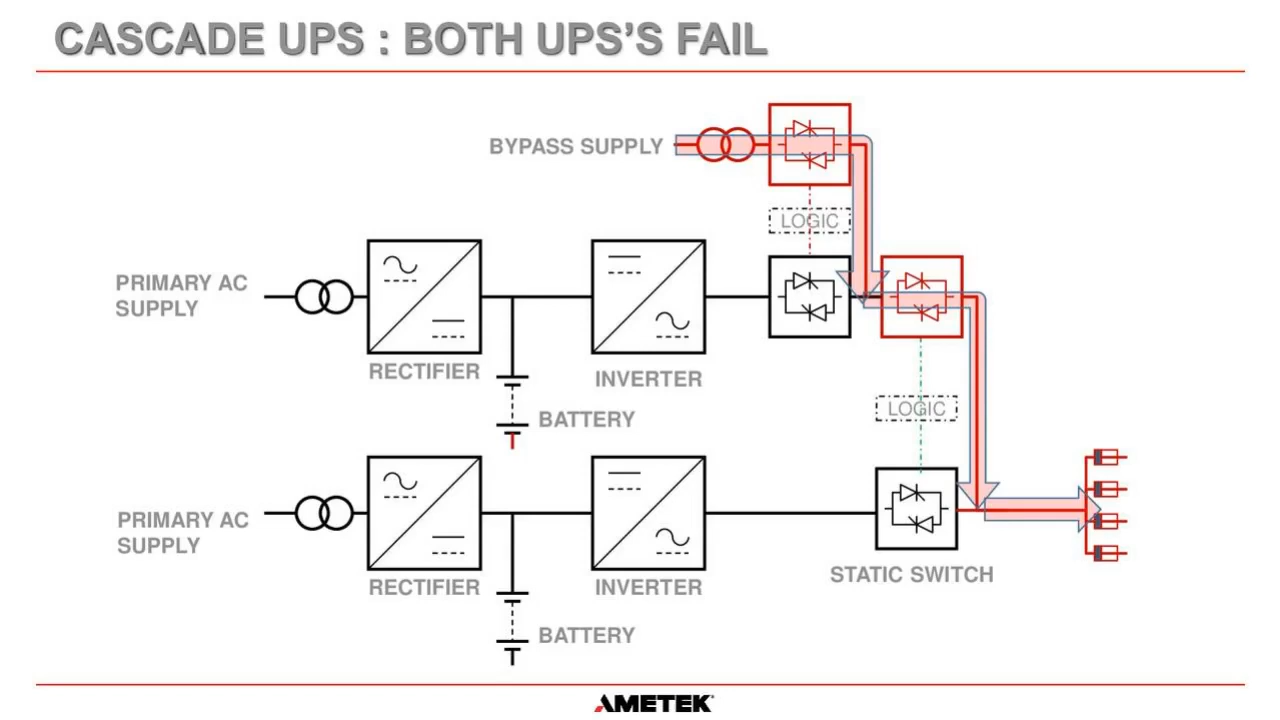 CASCADE UPS : BOTH UPS’S FAIL
BYPASS SUPPLY
LOGIC
PRIMARY AC
SUPPLY
RECTIFIER
INVERTER
BATTERY
LOGIC
PRIMARY AC
SUPPLY
RECTIFIER
INVERTER
STATIC SWITCH
BATTERY
AMETEK